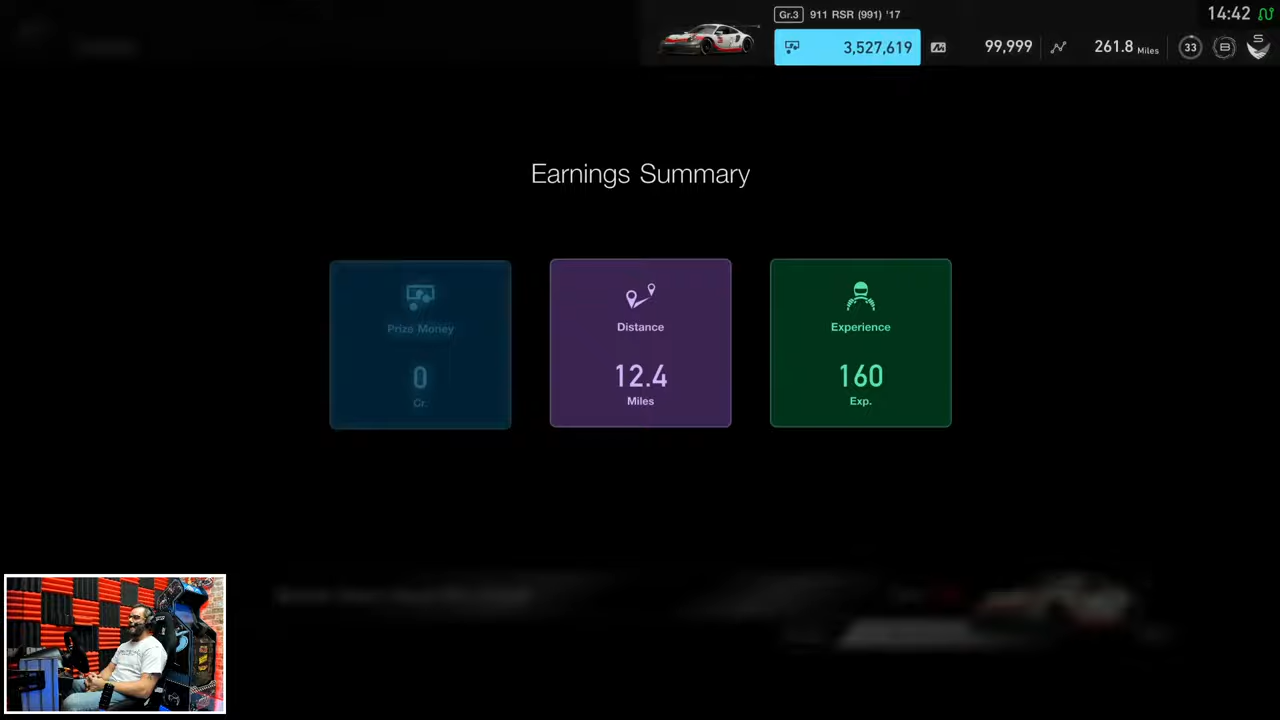 Gr.3 911 RSR (991) '17
14:42
3,527,619
99,999
261.8 Miles
33
B
S
Earnings Summary
Prize Money
0
Cr.
Distance
12.4
Miles
Experience
160
Exp.